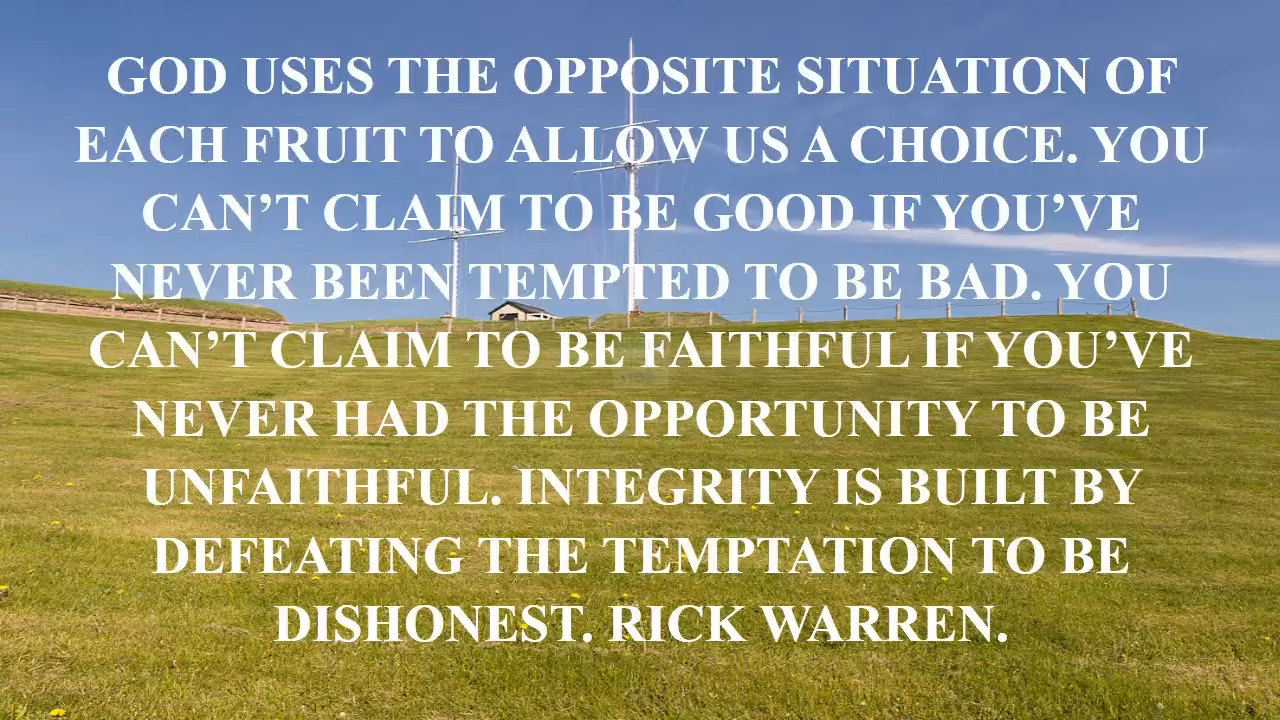 GOD USES THE OPPOSITE SITUATION OF
EACH FRUIT TO ALLOW US A CHOICE. YOU
CAN’T CLAIM TO BE GOOD IF YOU’VE
NEVER BEEN TEMPTED TO BE BAD. YOU
CAN’T CLAIM TO BE FAITHFUL IF YOU’VE
NEVER HAD THE OPPORTUNITY TO BE
UNFAITHFUL. INTEGRITY IS BUILT BY
DEFEATING THE TEMPTATION TO BE
DISHONEST. RICK WARREN.